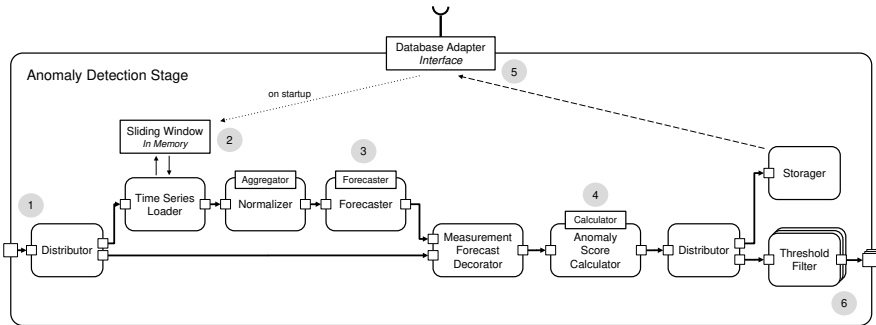 Database Adapter
Interface
Anomaly Detection Stage
5
on startup
Sliding Window
In Memory
2
3
Aggregator
Forecaster
4
Storager
1
Time Series
Loader
Normalizer
Forecaster
Calculator
Distributor
Measurement
Forecast
Decorator
Anomaly
Score
Calculator
Distributor
Threshold
Filter
6